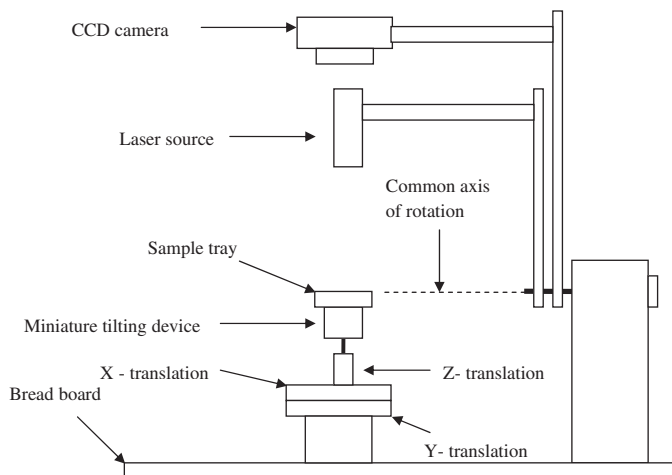 CCD camera
Laser source
Common axis
of rotation
Sample tray
Miniature tilting device
X - translation
Z- translation
Bread board
Y- translation